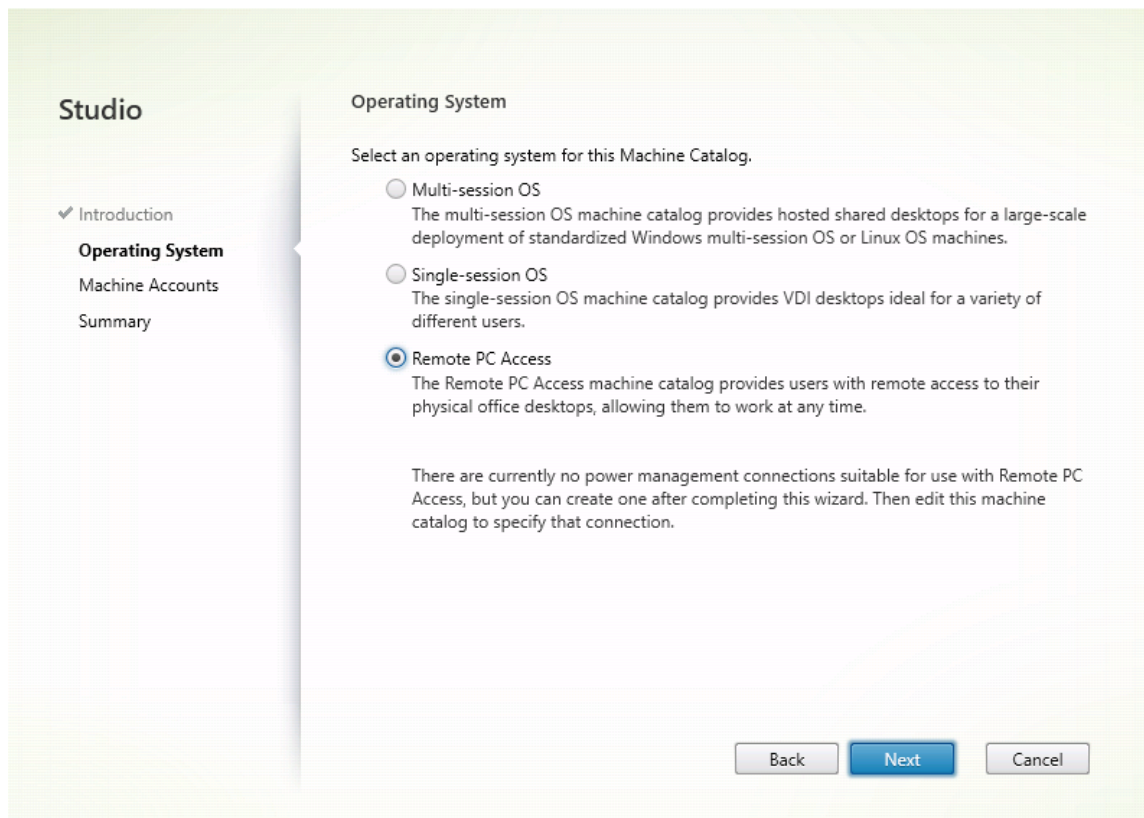 Studio
Introduction
Operating System
Machine Accounts
Summary
Operating System
Select an operating system for this Machine Catalog.
Multi-session OS
The multi-session OS machine catalog provides hosted shared desktops for a large-scale
deployment of standardized Windows multi-session OS or Linux OS machines.
Single-session OS
The single-session OS machine catalog provides VDI desktops ideal for a variety of
different users.
Remote PC Access
The Remote PC Access machine catalog provides users with remote access to their
physical office desktops, allowing them to work at any time.
There are currently no power management connections suitable for use with Remote PC
Access, but you can create one after completing this wizard. Then edit this machine
catalog to specify that connection.
Back
Next
Cancel